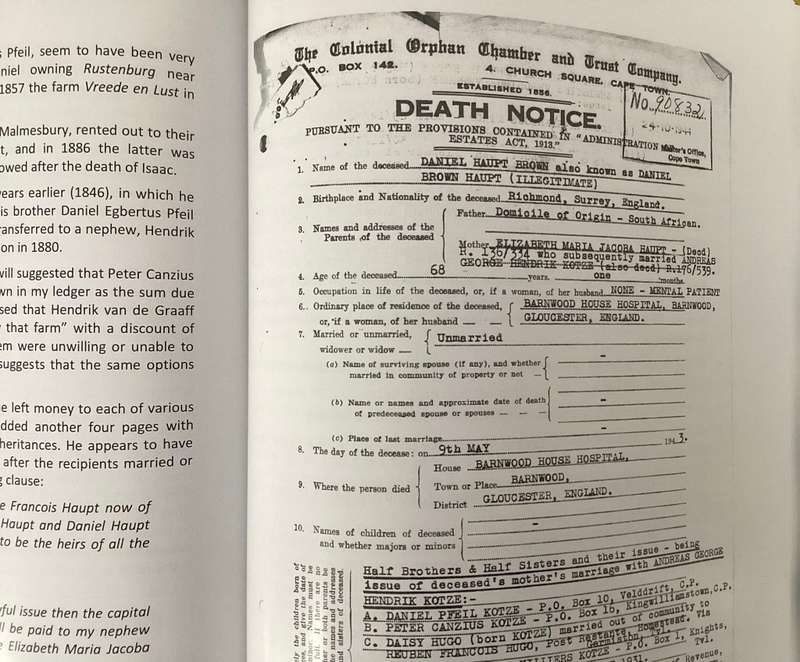 s Pfeil, seem to have been very
niel owning Rustenburg near
1857 the farm Vreede en Lust in
Malmesbury, rented out to their
t, and in 1886 the latter was
owed after the death of Isaac.
years earlier (1846), in which he
is brother Daniel Egbertus Pfeil
ransferred to a nephew, Hendrik
on in 1880.
will suggested that Peter Canzius
wn in my ledger as the sum due
sed that Hendrik van de Graaff
that farm" with a discount of
em were unwilling or unable to
suggests that the same options
e left money to each of various
dded another four pages with
heritances. He appears to have
after the recipients married or
g clause:
e Francois Haupt now of
Haupt and Daniel Haupt
to be the heirs of all the
ful issue then the capital
ll be paid to my nephew
e Elizabeth Maria Jacoba
The Colonial Orphan Chamber and Trust Company.
P.O. BOX 142. 4, CHURCH SQUARE, CAPE TOWN.
ESTABLISHED 1856.
No. 90832
24-10-1944
Master's Office,
Cape Town
DEATH NOTICE.
PURSUANT TO THE PROVISIONS CONTAINED IN "ADMINISTRATION
ESTATES ACT, 1913."
1. Name of the deceased DANIEL HAUPT BROWN also known as DANIEL
BROWN HAUPT (ILLEGITIMATE)
2. Birthplace and Nationality of the deceased Richmond, Surrey, England.
3. Names and addresses of the Parents of the deceased
Father Domicile of Origin - South African.
Mother ELIZABETH MARIA JACOBA HAUPT - (Decd)
R. 136/334 who subsequently married ANDREAS
GEORGE HENDRIK KOTZE (also decd) R.176/539.
4. Age of the deceased 68 years. one months.
5. Occupation in life of the deceased, or, if a woman, of her husband NONE - MENTAL PATIENT
6. Ordinary place of residence of the deceased, BARNWOOD HOUSE HOSPITAL, BARNWOOD,
or, if a woman, of her husband GLOUCESTER, ENGLAND.
7. Married or unmarried, Unmarried
widower or widow
(a) Name of surviving spouse (if any), and whether -
married in community of property or not
(b) Name or names and approximate date of death -
of predeceased spouse or spouses
(c) Place of last marriage -
8. The day of the decease: on 9th MAY 1943.
9. Where the person died
House BARNWOOD HOUSE HOSPITAL,
Town or Place BARNWOOD,
District GLOUCESTER, ENGLAND.
10. Names of children of deceased -
and whether majors or minors
Half Brothers & Half Sisters and their issue - being
issue of deceased's mother's marriage with ANDREAS GEORGE
HENDRIK KOTZE:-
A. DANIEL PFEIL KOTZE - P.O. Box 10, Velddrift, C.P.
B. PETER CANZIUS KOTZE - P.O. Box 16, Kingwilliamstown, C.P.
C. DAISY HUGO (born KOTZE) married out of community to
REUBEN FRANCOIS HUGO, Poste Restante, via
Germiston, Tvl.
KOTZE - P.O. Box 1, Knights,
Tvl.
Revenue,